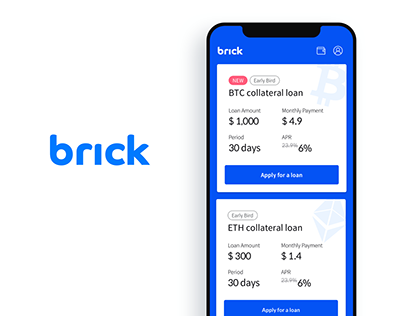 brick
brick
NEW Early Bird
BTC collateral loan
Loan Amount Monthly Payment
$ 1,000 $ 4.9
Period APR
30 days 23.9% 6%
Apply for a loan
Early Bird
ETH collateral loan
Loan Amount Monthly Payment
$ 300 $ 1.4
Period APR
30 days 23.9% 6%
Apply for a loan